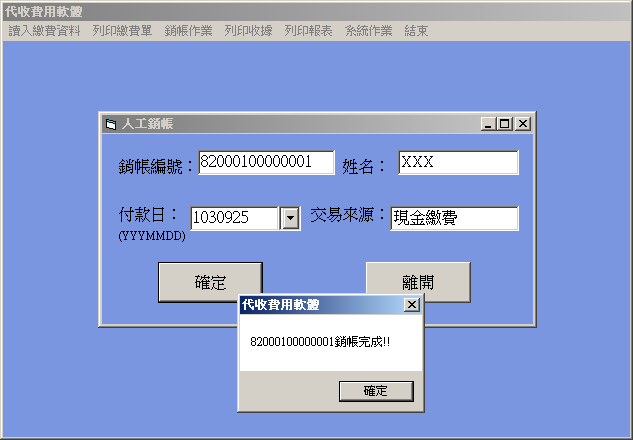 代收費用軟體
讀入繳費資料 列印繳費單 銷帳作業 列印收據 列印報表 系統作業 結束
人工銷帳
銷帳編號： 82000100000001 姓名： XXX
付款日： 1030925 交易來源： 現金繳費
(YYYMMDD)
確定 離開
代收費用軟體
82000100000001銷帳完成!!
確定